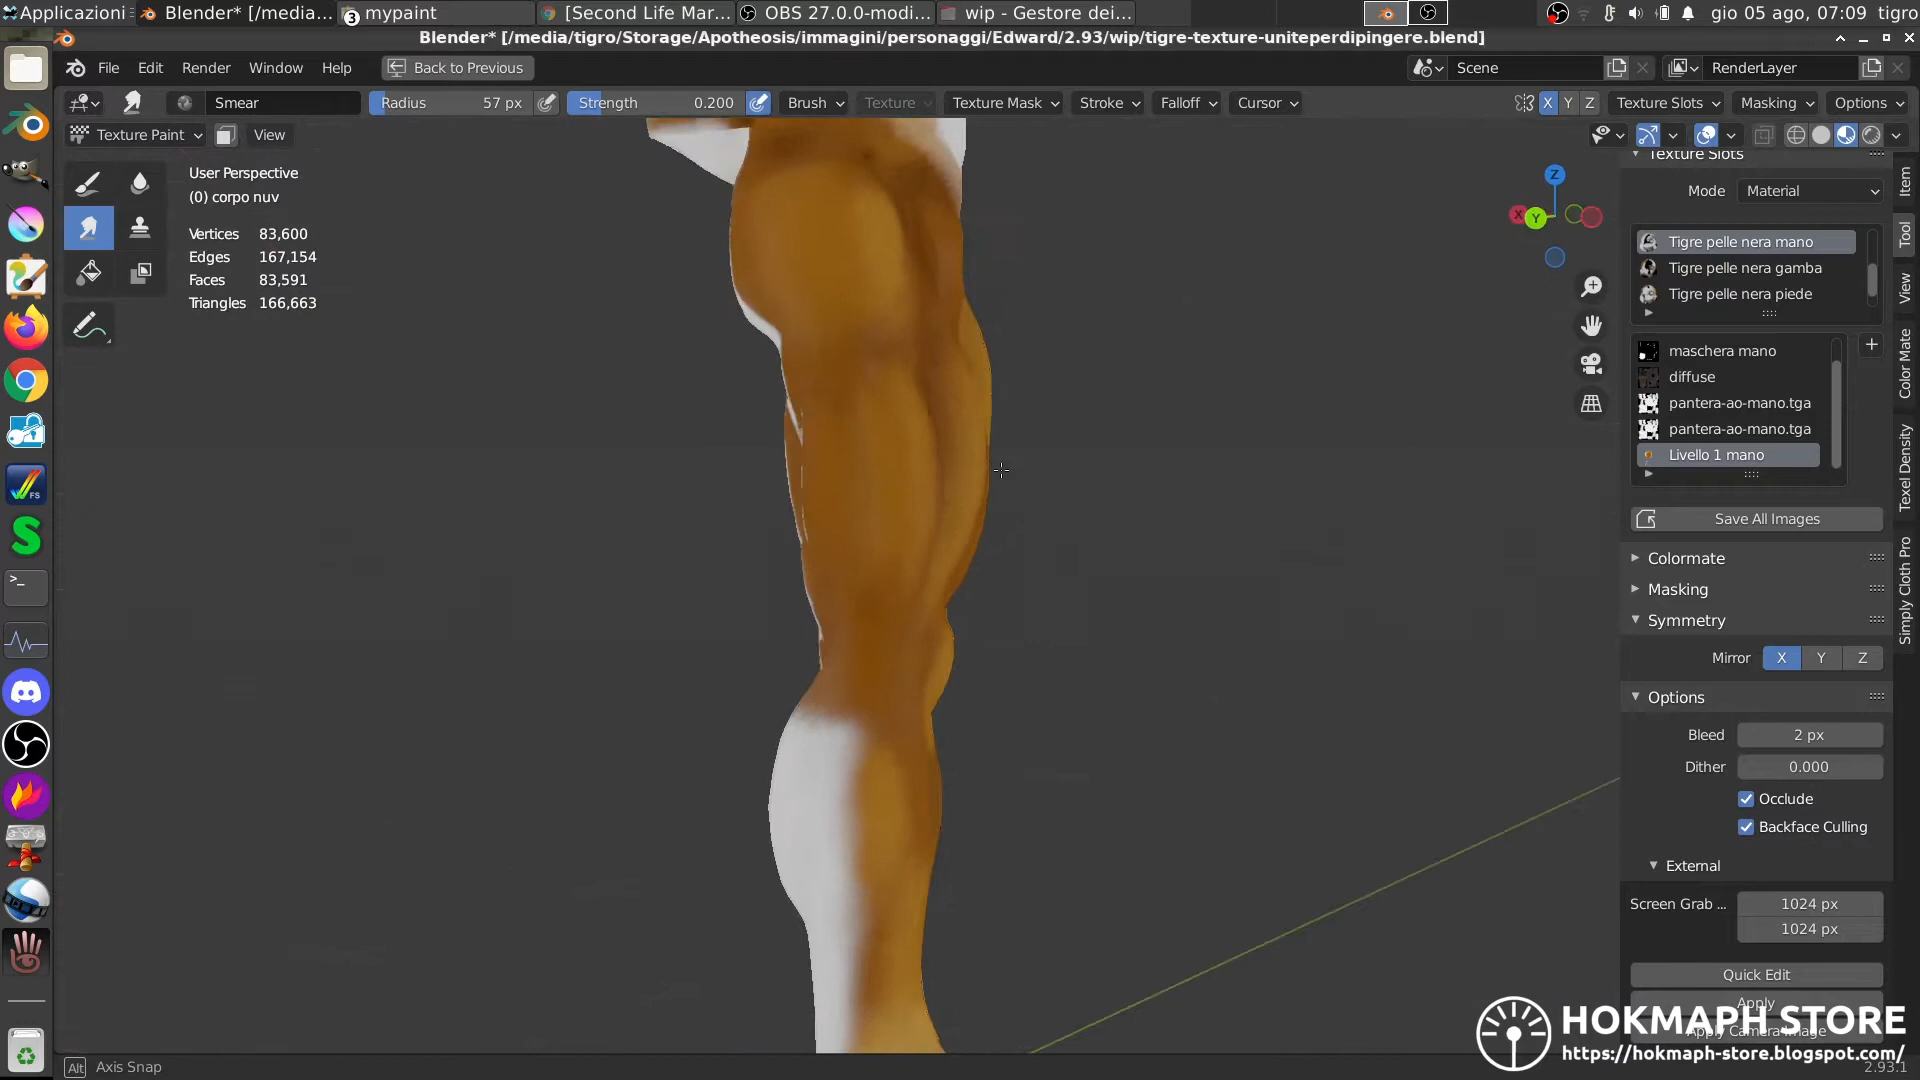 Applicazioni
Blender* [/media/...
3 mypaint
[Second Life Mar...
OBS 27.0.0-modi...
wip - Gestore dei...
gio 05 ago, 07:09 tigro
Blender* [/media/tigro/Storage/Apotheosis/immagini/personaggi/Edward/2.93/wip/tigre-texture-uniteperdipingere.blend]
File Edit Render Window Help Back to Previous Scene RenderLayer
Smear Radius 57 px Strength 0.200 Brush Texture Texture Mask Stroke Falloff Cursor X Y Z Texture Slots Masking Options
Texture Paint View
User Perspective
(0) corpo nuv
Vertices 83,600
Edges 167,154
Faces 83,591
Triangles 166,663
Z
X
Y
Texture Slots
Mode Material
Tigre pelle nera mano
Tigre pelle nera gamba
Tigre pelle nera piede
maschera mano
diffuse
pantera-ao-mano.tga
pantera-ao-mano.tga
Livello 1 mano
Save All Images
Colormate
Masking
Symmetry
Mirror X Y Z
Options
Bleed 2 px
Dither 0.000
Occlude
Backface Culling
External
Screen Grab ... 1024 px
1024 px
Quick Edit
Apply
Apply Camera Image
Item
Tool
View
Color Mate
Texel Density
Simply Cloth Pro
FS
HOKMAPH STORE
https://hokmaph-store.blogspot.com/
Alt Axis Snap
2.93.1